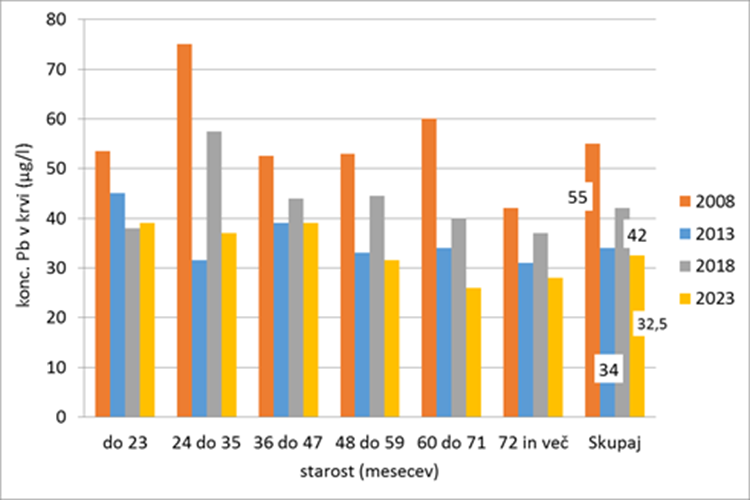 80
70
60
50
40
30
20
10
0
konc. Pb v krvi (µg/l)
55
42
32,5
34
do 23
24 do 35
36 do 47
48 do 59
60 do 71
72 in več
Skupaj
starost (mesecev)
2008
2013
2018
2023